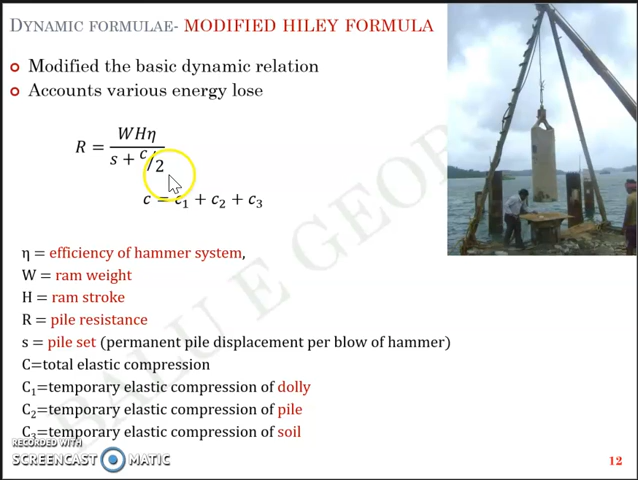 DYNAMIC FORMULAE- MODIFIED HILEY FORMULA
Modified the basic dynamic relation
Accounts various energy lose
R = WHη / (s + c/2)
c = c₁ + c₂ + c₃
η = efficiency of hammer system,
W = ram weight
H = ram stroke
R = pile resistance
s = pile set (permanent pile displacement per blow of hammer)
C=total elastic compression
C₁=temporary elastic compression of dolly
C₂=temporary elastic compression of pile
C₃=temporary elastic compression of soil
BALU E GEORGE
RECORDED WITH
SCREENCAST MATIC
12